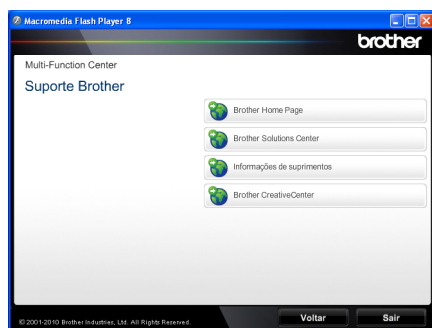 Macromedia Flash Player 8
brother
Multi-Function Center
Suporte Brother
Brother Home Page
Brother Solutions Center
Informações de suprimentos
Brother CreativeCenter
© 2001-2010 Brother Industries, Ltd. All Rights Reserved.
Voltar
Sair